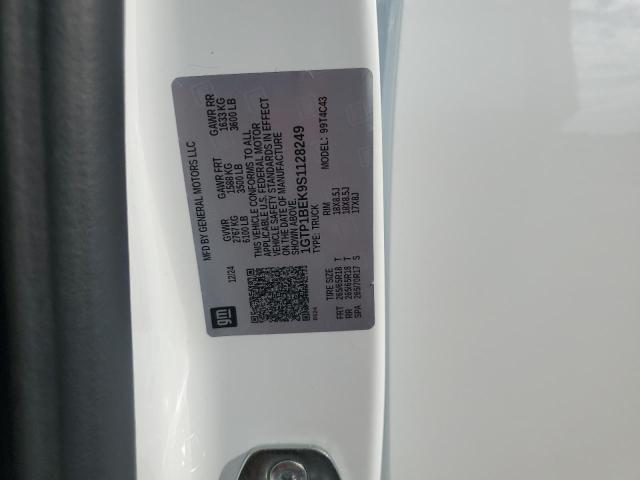 MFD BY GENERAL MOTORS LLC
12/24
GVWR GAWR FRT GAWR RR
2767 KG 1588 KG 1633 KG
6100 LB 3500 LB 3600 LB
THIS VEHICLE CONFORMS TO ALL
APPLICABLE U.S. FEDERAL MOTOR
VEHICLE SAFETY STANDARDS IN EFFECT
ON THE DATE OF MANUFACTURE
SHOWN ABOVE.
1GTP1BEK9S1128249
TYPE: TRUCK MODEL: 99T4C43
TIRE SIZE RIM
FRT 265/65R18 T 18X8.5J
RR 265/65R18 T 18X8.5J
SPA 265/70R17 S 17X8J
gm